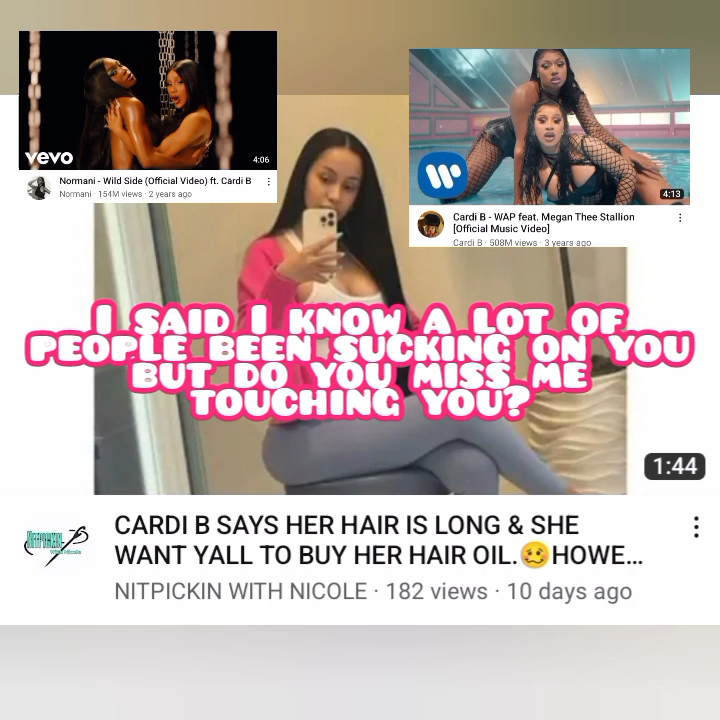 vevo
4:06
Normani - Wild Side (Official Video) ft. Cardi B
Normani · 154M views · 2 years ago
4:13
Cardi B - WAP feat. Megan Thee Stallion
[Official Music Video]
Cardi B · 508M views · 3 years ago
I SAID I KNOW A LOT OF
PEOPLE BEEN SUCKING ON YOU
BUT DO YOU MISS ME
TOUCHING YOU?
1:44
CARDI B SAYS HER HAIR IS LONG & SHE
WANT YALL TO BUY HER HAIR OIL.🥴HOWE...
NITPICKIN WITH NICOLE · 182 views · 10 days ago